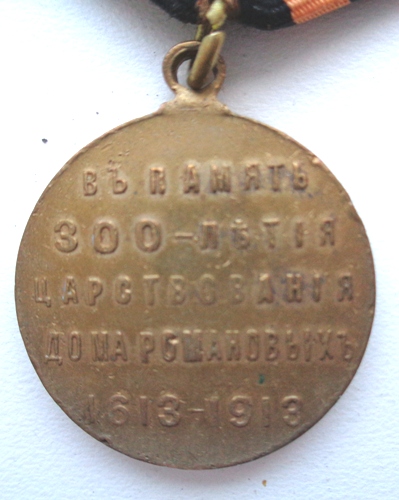 ВЪ ПАМЯТЬ
300-ЛѢТІЯ
ЦАРСТВОВАНІЯ
ДОМА РОМАНОВЫХЪ
1613-1913